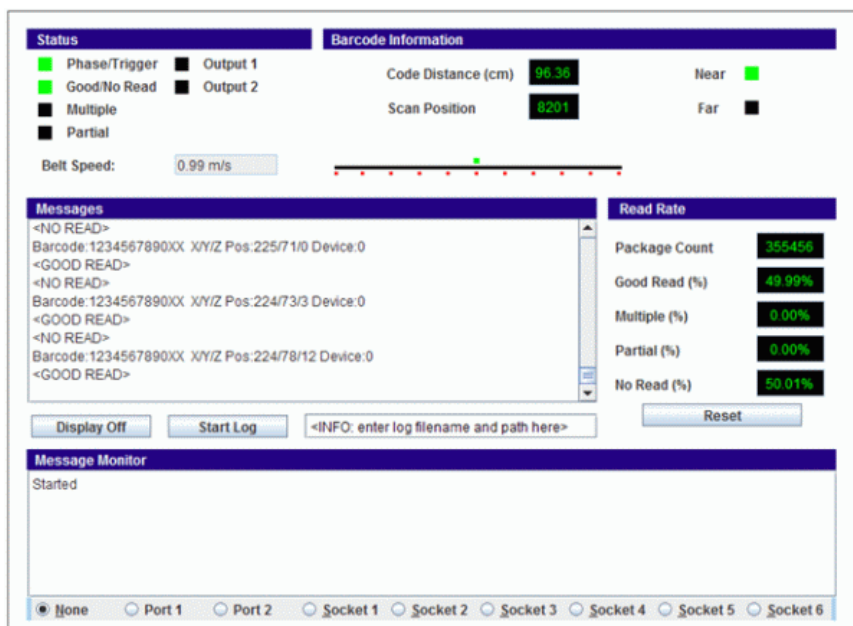 Status
Phase/Trigger Output 1
Good/No Read Output 2
Multiple
Partial
Belt Speed: 0.99 m/s
Barcode Information
Code Distance (cm) 96.36 Near
Scan Position 8201 Far
Messages
<NO READ>
Barcode:1234567890XX X/Y/Z Pos:225/71/0 Device:0
<GOOD READ>
<NO READ>
Barcode:1234567890XX X/Y/Z Pos:224/73/3 Device:0
<GOOD READ>
<NO READ>
Barcode:1234567890XX X/Y/Z Pos:224/78/12 Device:0
<GOOD READ>
Display Off Start Log <INFO: enter log filename and path here>
Read Rate
Package Count 355456
Good Read (%) 49.99%
Multiple (%) 0.00%
Partial (%) 0.00%
No Read (%) 50.01%
Reset
Message Monitor
Started
None Port 1 Port 2 Socket 1 Socket 2 Socket 3 Socket 4 Socket 5 Socket 6